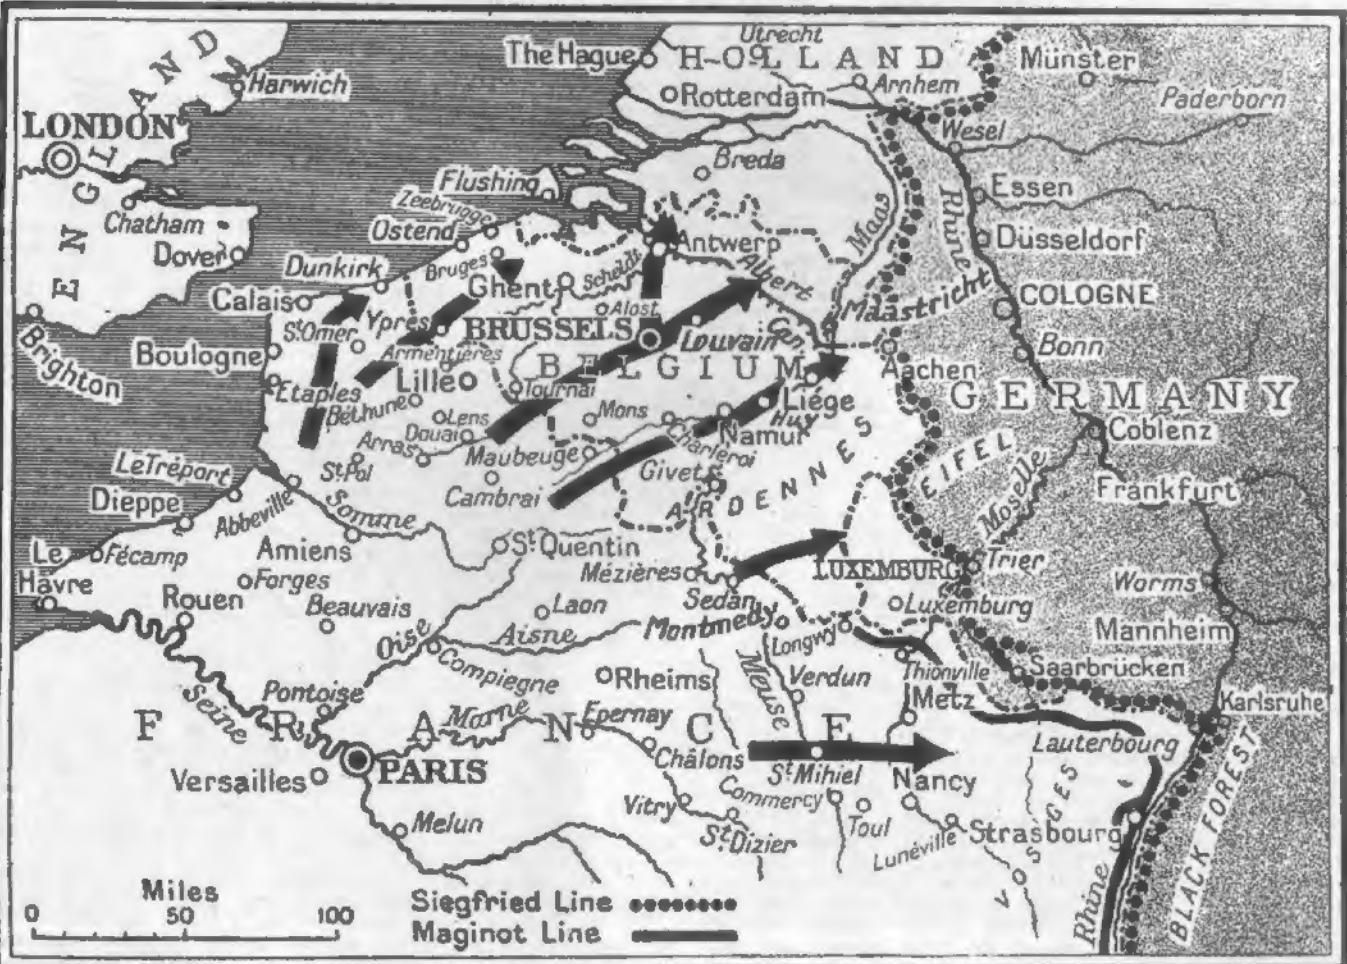 ENGLAND
LONDON
Harwich
Chatham
Dover
Brighton
The Hague
HOLLAND
Utrecht
Rotterdam
Arnhem
Münster
Paderborn
Wesel
Breda
Flushing
Zeebrugge
Ostend
Bruges
Antwerp
Maas
Rhine
Essen
Düsseldorf
Dunkirk
Calais
Ghent
Scheldt
Alost
Albert
Can.
Maastricht
COLOGNE
St Omer
Ypres
BRUSSELS
Louvain
Bonn
Boulogne
Armentières
BELGIUM
Aachen
Etaples
Lille
Tournai
Liége
GERMANY
Béthune
Lens
Mons
Huy
Namur
Charleroi
Coblenz
Douai
Arras
Maubeuge
Givet
ARDENNES
EIFEL
Moselle
Le Tréport
St. Pol
Cambrai
Dieppe
Abbeville
Somme
Frankfurt
Le Hâvre
Fécamp
Amiens
St Quentin
Mézières
LUXEMBURG
Trier
Forges
Worms
Rouen
Beauvais
Laon
Sedan
Luxemburg
Oise
Aisne
Montmedy
Longwy
Mannheim
Compiegne
Rheims
Meuse
Verdun
Thionville
Saarbrücken
Seine
Pontoise
Marne
Epernay
Metz
Karlsruhe
FRANCE
Châlons
Lauterbourg
Versailles
PARIS
St Mihiel
Nancy
Vitry
Commercy
Toul
Melun
St. Dizier
Lunéville
Strasbourg
VOSGES
Rhine
BLACK FOREST
Miles
0 50 100
Siegfried Line
Maginot Line